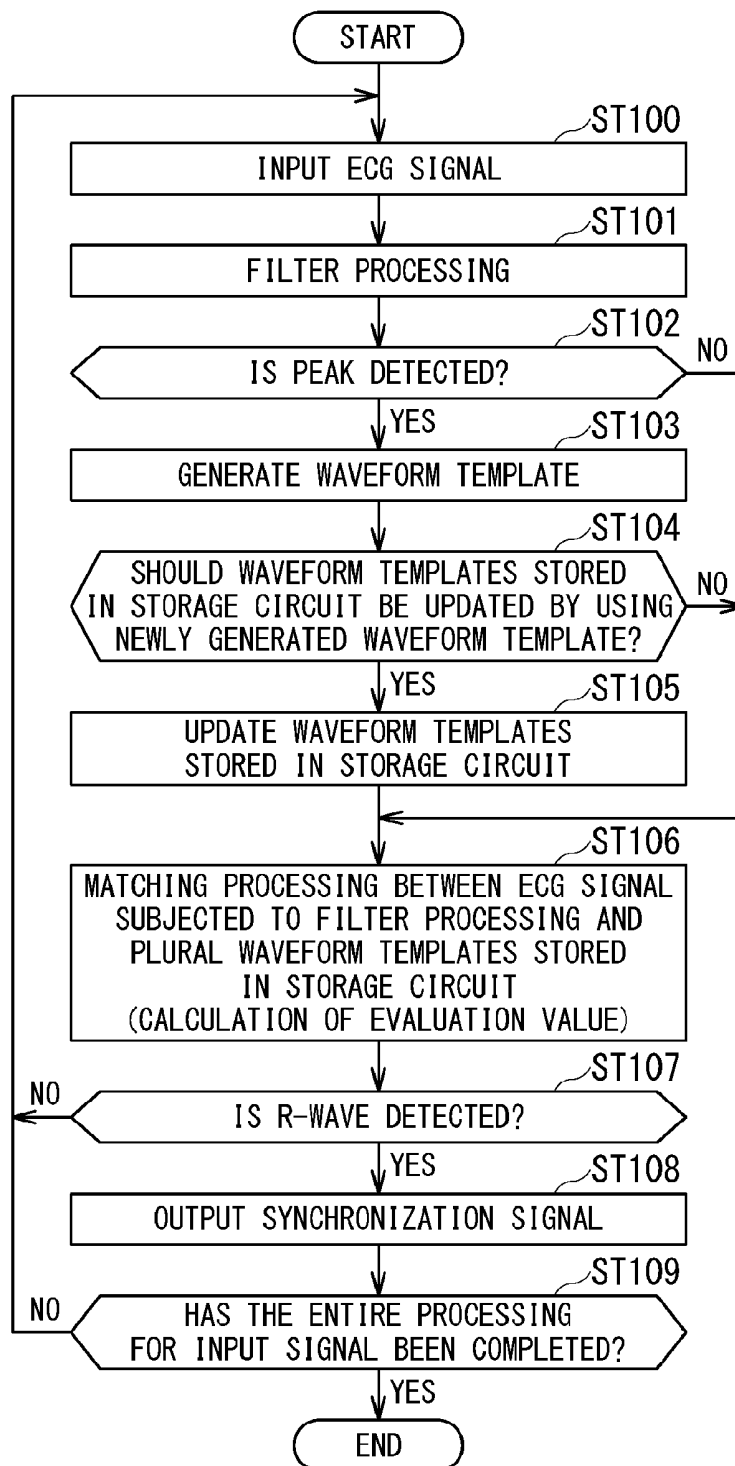 START
ST100
INPUT ECG SIGNAL
ST101
FILTER PROCESSING
ST102
IS PEAK DETECTED?
NO
YES
ST103
GENERATE WAVEFORM TEMPLATE
ST104
SHOULD WAVEFORM TEMPLATES STORED
IN STORAGE CIRCUIT BE UPDATED BY USING
NEWLY GENERATED WAVEFORM TEMPLATE?
NO
YES
ST105
UPDATE WAVEFORM TEMPLATES
STORED IN STORAGE CIRCUIT
ST106
MATCHING PROCESSING BETWEEN ECG SIGNAL
SUBJECTED TO FILTER PROCESSING AND
PLURAL WAVEFORM TEMPLATES STORED
IN STORAGE CIRCUIT
(CALCULATION OF EVALUATION VALUE)
ST107
NO
IS R-WAVE DETECTED?
YES
ST108
OUTPUT SYNCHRONIZATION SIGNAL
ST109
NO
HAS THE ENTIRE PROCESSING
FOR INPUT SIGNAL BEEN COMPLETED?
YES
END